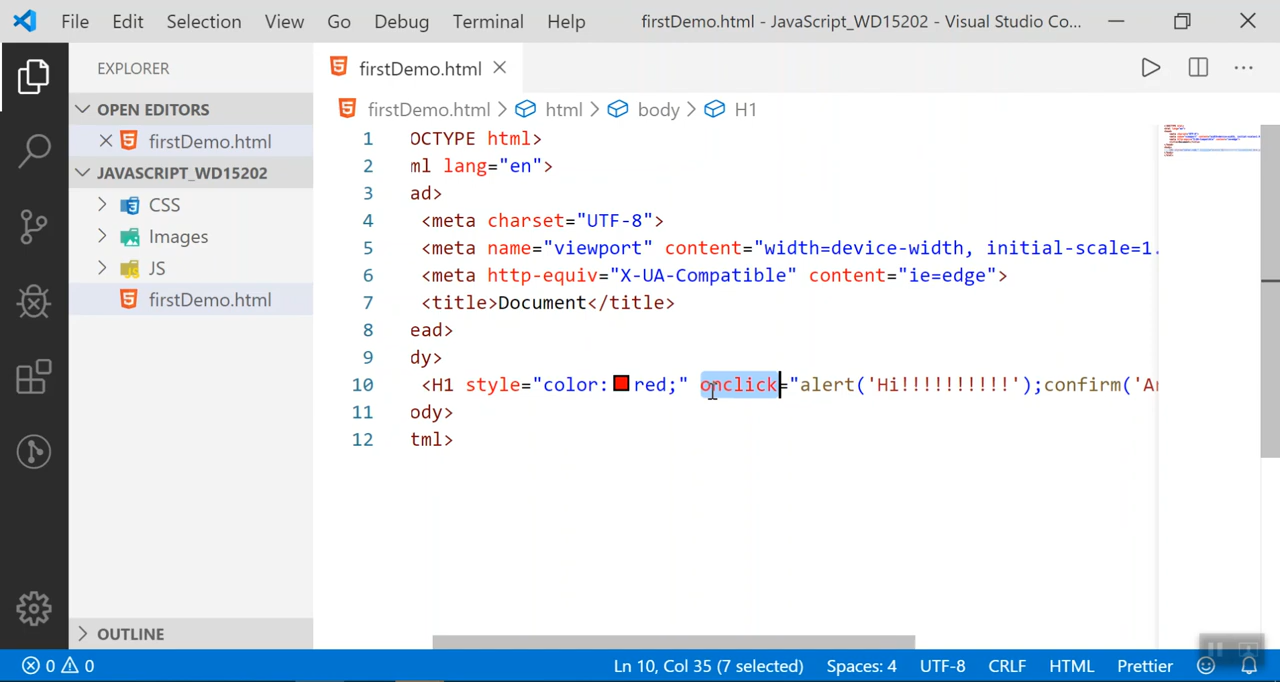 File Edit Selection View Go Debug Terminal Help firstDemo.html - JavaScript_WD15202 - Visual Studio Co...
EXPLORER
firstDemo.html
OPEN EDITORS
firstDemo.html
JAVASCRIPT_WD15202
CSS
Images
JS
firstDemo.html
OUTLINE
firstDemo.html > html > body > H1
1 OCTYPE html>
2 ml lang="en">
3 ad>
4 <meta charset="UTF-8">
5 <meta name="viewport" content="width=device-width, initial-scale=1.
6 <meta http-equiv="X-UA-Compatible" content="ie=edge">
7 <title>Document</title>
8 ead>
9 dy>
10 <H1 style="color:red;" onclick="alert('Hi!!!!!!!!!!');confirm('Ar
11 ody>
12 tml>
0 0 Ln 10, Col 35 (7 selected) Spaces: 4 UTF-8 CRLF HTML Prettier